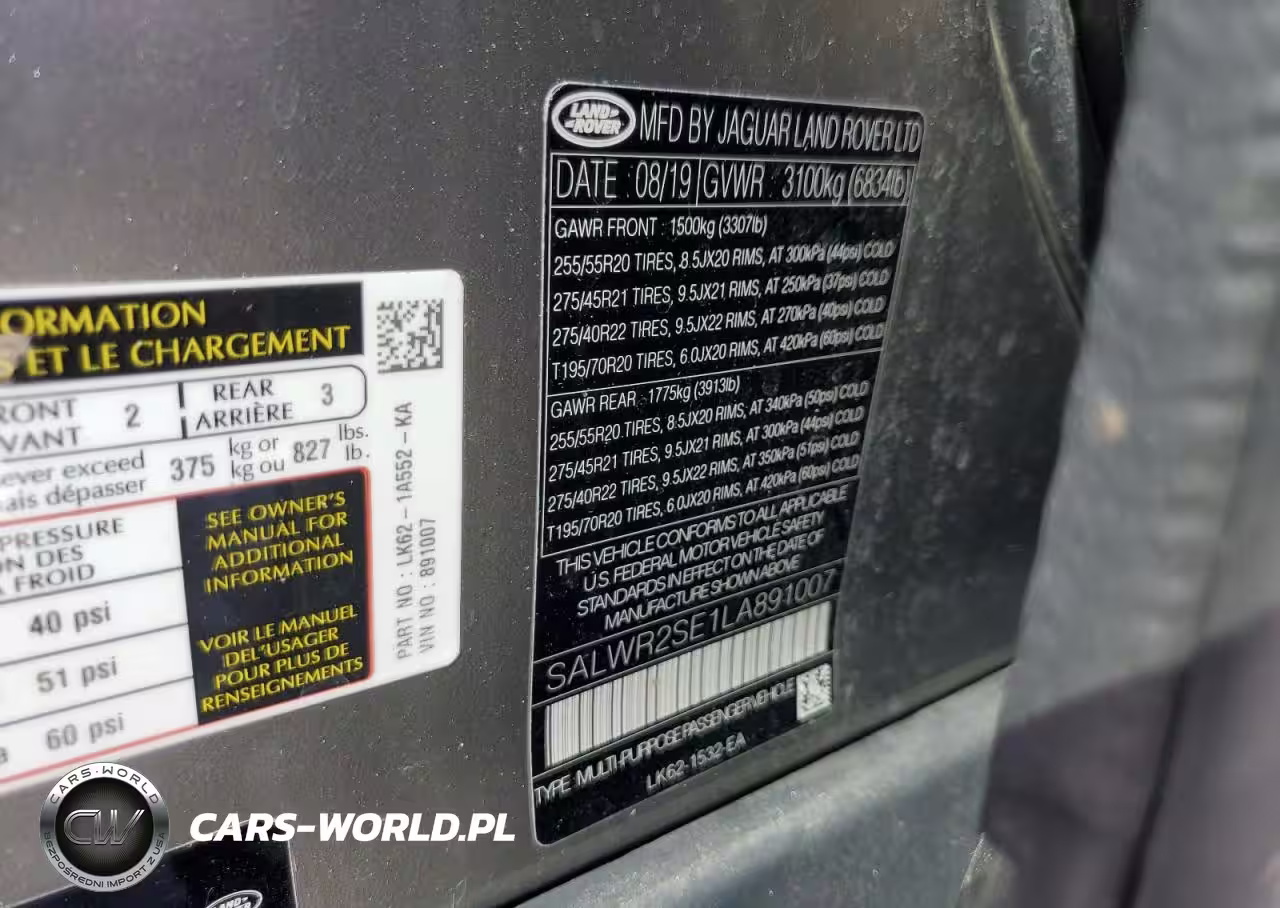 LAND ROVER MFD BY JAGUAR LAND ROVER LTD
DATE : 08/19 GVWR : 3100kg (6834lb)
GAWR FRONT : 1500kg (3307lb)
255/55R20 TIRES, 8.5JX20 RIMS, AT 300kPa (44psi) COLD
275/45R21 TIRES, 9.5JX21 RIMS, AT 250kPa (37psi) COLD
275/40R22 TIRES, 9.5JX22 RIMS, AT 270kPa (40psi) COLD
T195/70R20 TIRES, 6.0JX20 RIMS, AT 420kPa (60psi) COLD
GAWR REAR : 1775kg (3913lb)
255/55R20 TIRES, 8.5JX20 RIMS, AT 340kPa (50psi) COLD
275/45R21 TIRES, 9.5JX21 RIMS, AT 300kPa (44psi) COLD
275/40R22 TIRES, 9.5JX22 RIMS, AT 350kPa (51psi) COLD
T195/70R20 TIRES, 6.0JX20 RIMS, AT 420kPa (60psi) COLD
THIS VEHICLE CONFORMS TO ALL APPLICABLE
U.S. FEDERAL MOTOR VEHICLE SAFETY
STANDARDS IN EFFECT ON THE DATE OF
MANUFACTURE SHOWN ABOVE
SALWR2SE1LA891007
TYPE MULTI-PURPOSE PASSENGER VEHICLE
LK62-1532-EA
ORMATION
S ET LE CHARGEMENT
RONT
VANT 2
REAR
ARRIÈRE 3
ever exceed
ais dépasser 375 kg or
kg ou 827 lbs.
lb.
PRESSURE
ON DES
FROID
40 psi
51 psi
a 60 psi
SEE OWNER'S
MANUAL FOR
ADDITIONAL
INFORMATION
VOIR LE MANUEL
DEL'USAGER
POUR PLUS DE
RENSEIGNEMENTS
PART NO : LK62-1A552-KA
VIN NO : 891007
CARS-WORLD
CW
BEZPOŚREDNI IMPORT Z USA
CARS-WORLD.PL
LAND ROVER